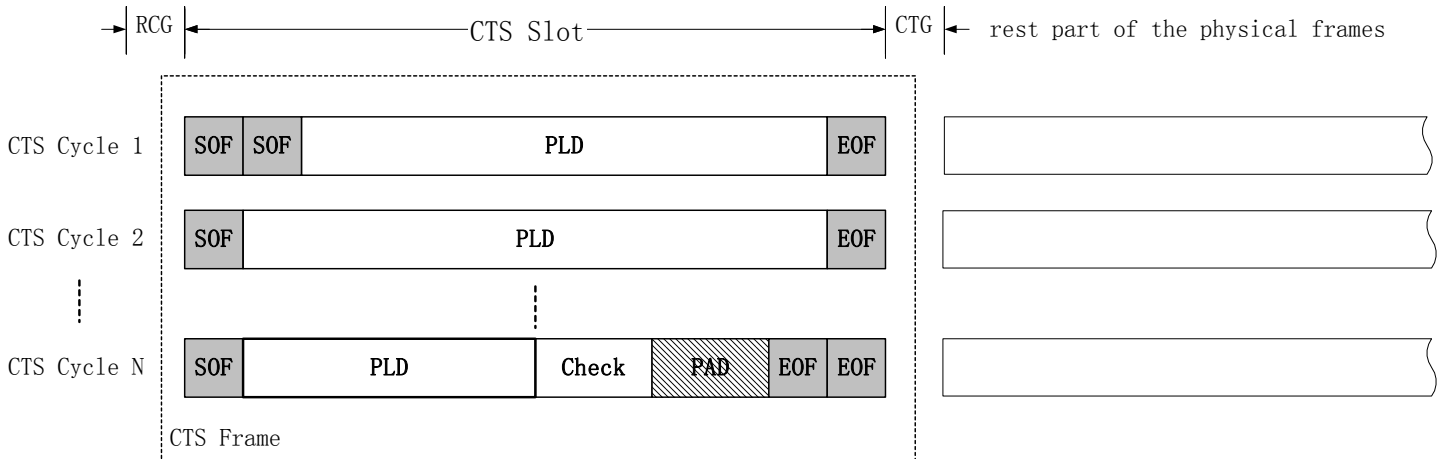 RCG CTS Slot CTG rest part of the physical frames
CTS Cycle 1 SOF SOF PLD EOF
CTS Cycle 2 SOF PLD EOF
CTS Cycle N SOF PLD Check PAD EOF EOF
CTS Frame